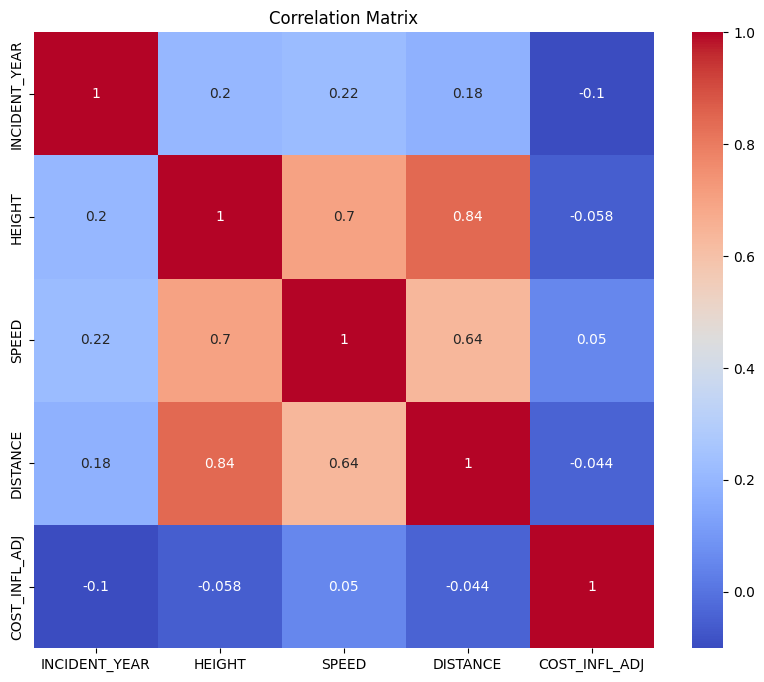 Correlation Matrix
INCIDENT_YEAR 1 0.2 0.22 0.18 -0.1
HEIGHT 0.2 1 0.7 0.84 -0.058
SPEED 0.22 0.7 1 0.64 0.05
DISTANCE 0.18 0.84 0.64 1 -0.044
COST_INFL_ADJ -0.1 -0.058 0.05 -0.044 1
INCIDENT_YEAR HEIGHT SPEED DISTANCE COST_INFL_ADJ
1.0
0.8
0.6
0.4
0.2
0.0